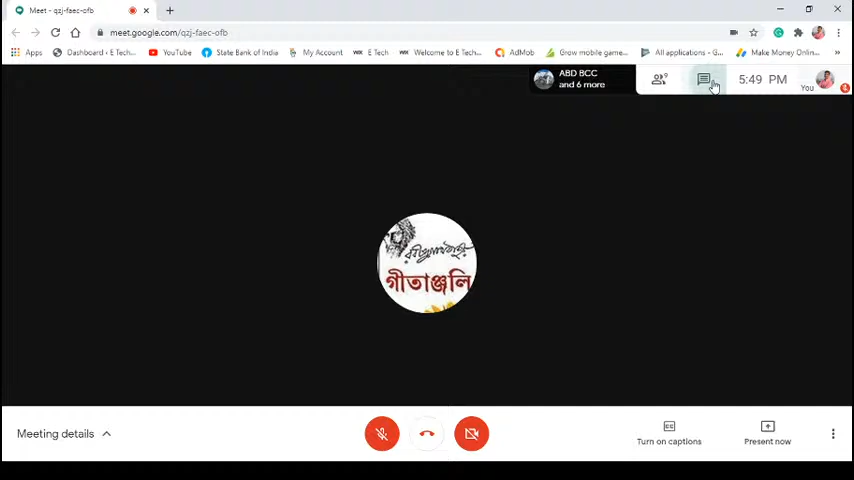 Meet - qzj-faec-ofb
meet.google.com/qzj-faec-ofb
Apps
Dashboard ‹ E Tech...
YouTube
State Bank of India
My Account
E Tech
Welcome to E Tech...
AdMob
Grow mobile game...
All applications - G...
Make Money Onlin...
»
ABD BCC
and 6 more
9
5:49 PM
You
রবীন্দ্রনাথ ঠাকুর
গীতাঞ্জলি
Meeting details
Turn on captions
Present now